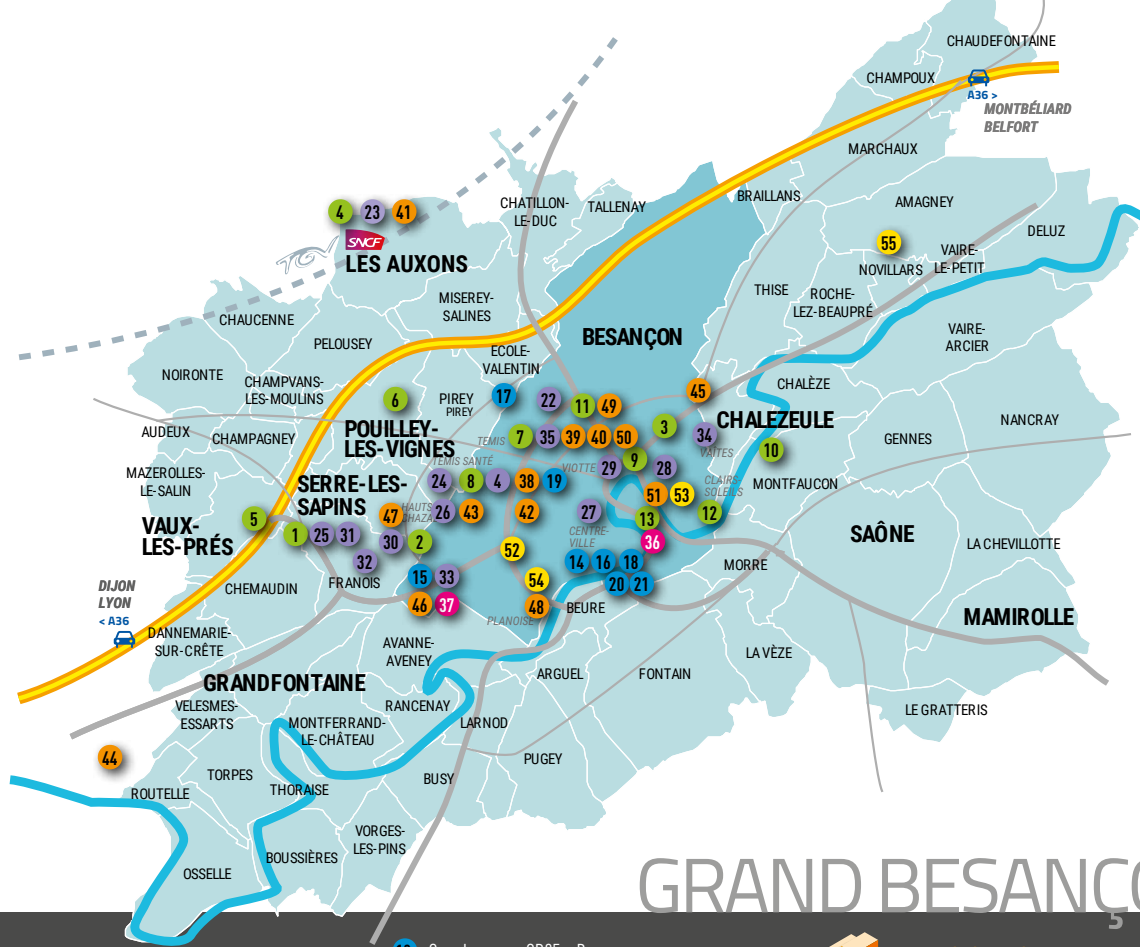 CHAUDEFONTAINE
CHAMPOUX
A36 >
MONTBÉLIARD
BELFORT
MARCHAUX
BRAILLANS
AMAGNEY
CHATILLON-
LE-DUC
TALLENAY
4 23 41
SNCF
TGV
LES AUXONS
55
NOVILLARS
VAIRE-
LE-PETIT
DELUZ
THISE
ROCHE-
LEZ-BEAUPRÉ
VAIRE-
ARCIER
MISEREY-
SALINES
CHAUCENNE
PELOUSEY
BESANÇON
ECOLE-
VALENTIN
NOIRONTE
CHAMPVANS-
LES-MOULINS
6
PIREY
PIREY
17 22 11 49
45
CHALÈZE
CHALEZEULE
NANCRAY
AUDEUX
CHAMPAGNEY
POUILLEY-
LES-VIGNES
TEMIS
7 35 39 40 50
3
34
VAÎTES
10
GENNES
MAZEROLLES-
LE-SALIN
TEMIS SANTÉ
VIOTTE
29 9 28
CLAIRS-
SOLEILS
MONTFAUCON
SERRE-LES-
SAPINS
24 8 4 38 19
51 53
47
HAUTS
CHAZAL
26 43 42 27
13 12
VAUX-
LES-PRÉS
5
1 25 31
30 2
CENTRE-
VILLE
36
SAÔNE
LA CHEVILLOTTE
32
52
14 16 18
MORRE
DIJON
LYON
< A36
CHEMAUDIN
FRANOIS
15 33
54
20 21
46 37
48
PLANOISE
BEURE
MAMIROLLE
DANNEMARIE-
SUR-CRÊTE
AVANNE-
AVENEY
LA VÈZE
GRANDFONTAINE
ARGUEL
FONTAIN
VELESMES-
ESSARTS
RANCENAY
LE GRATTERIS
MONTFERRAND-
LE-CHÂTEAU
LARNOD
44
PUGEY
TORPES
BUSY
ROUTELLE
THORAISE
VORGES-
LES-PINS
BOUSSIÈRES
OSSELLE
GRAND BESANÇO
5